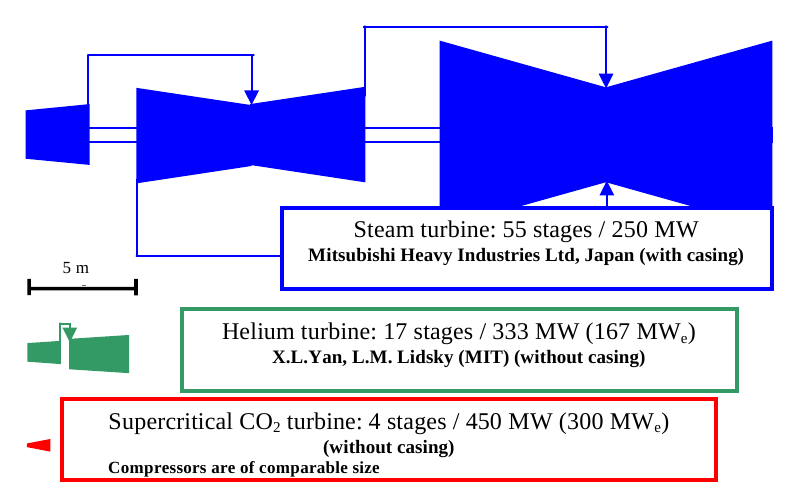 Steam turbine: 55 stages / 250 MW
Mitsubishi Heavy Industries Ltd, Japan (with casing)
5 m
Helium turbine: 17 stages / 333 MW (167 MWe)
X.L.Yan, L.M. Lidsky (MIT) (without casing)
Supercritical CO2 turbine: 4 stages / 450 MW (300 MWe)
(without casing)
Compressors are of comparable size